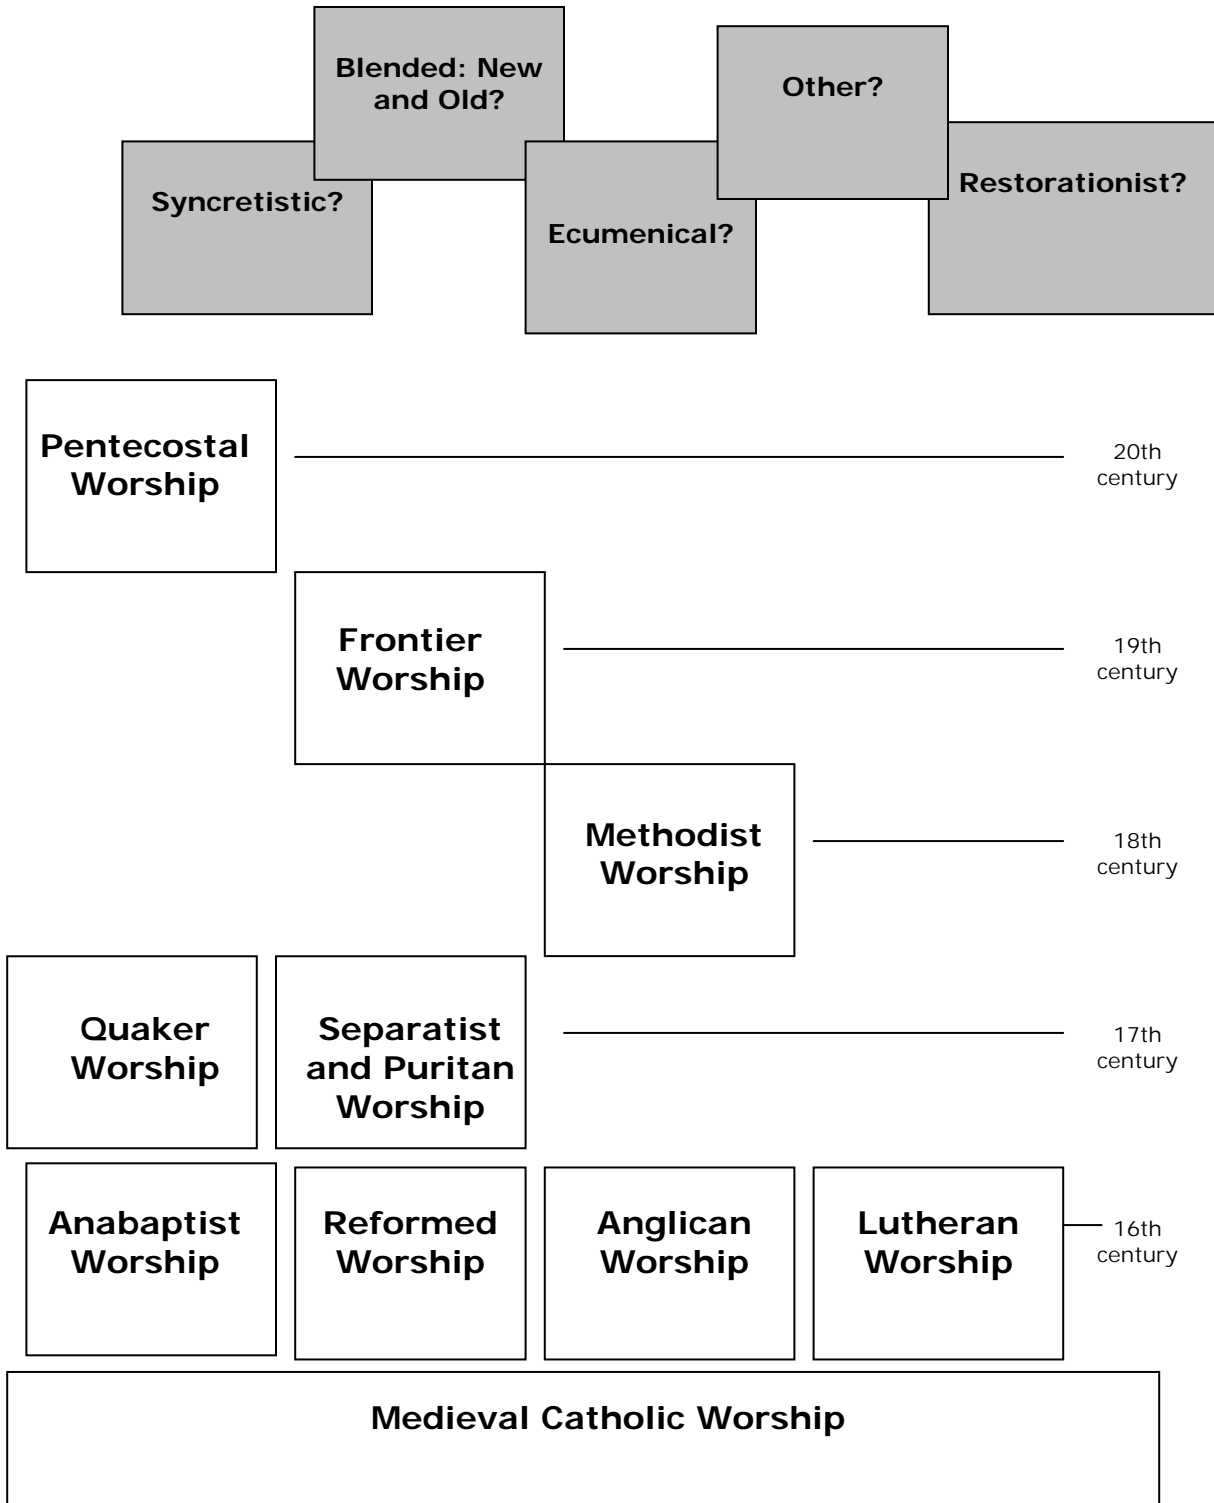 Blended: New
and Old?
Other?
Syncretistic?
Ecumenical?
Restorationist?
Pentecostal
Worship
20th
century
Frontier
Worship
19th
century
Methodist
Worship
18th
century
Quaker
Worship
Separatist
and Puritan
Worship
17th
century
Anabaptist
Worship
Reformed
Worship
Anglican
Worship
Lutheran
Worship
16th
century
Medieval Catholic Worship